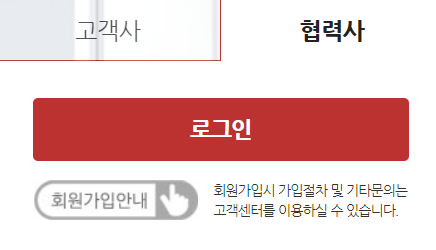 고객사 협력사
로그인
회원가입안내
회원가입시 가입절차 및 기타문의는
고객센터를 이용하실 수 있습니다.